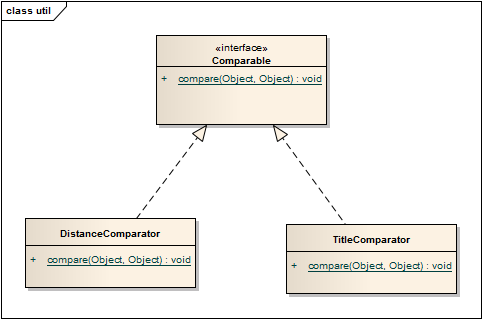 class util
«interface»
Comparable
+ compare(Object, Object) : void
DistanceComparator
+ compare(Object, Object) : void
TitleComparator
+ compare(Object, Object) : void